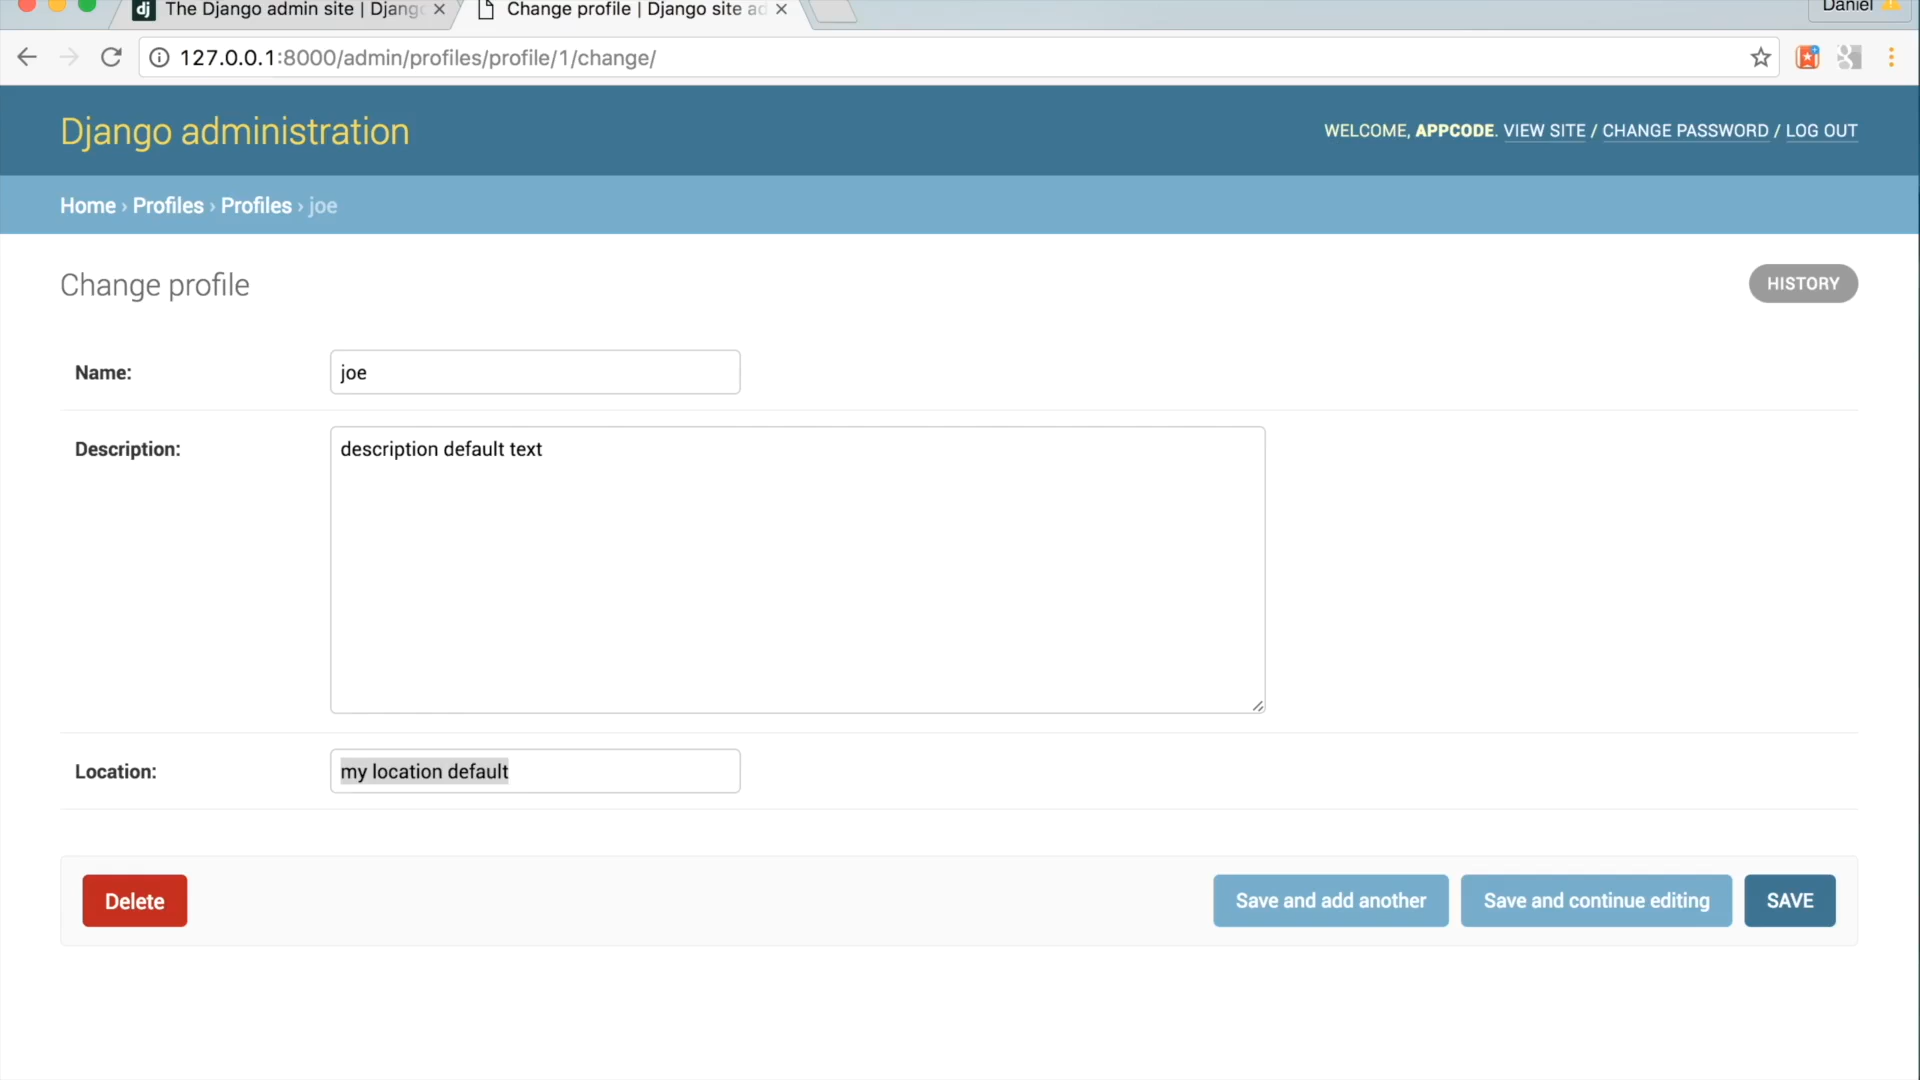 dj The Django admin site | Djang
Change profile | Django site ad
Daniel
127.0.0.1:8000/admin/profiles/profile/1/change/
Django administration
WELCOME, APPCODE. VIEW SITE / CHANGE PASSWORD / LOG OUT
Home › Profiles › Profiles › joe
Change profile
HISTORY
Name:
joe
Description:
description default text
Location:
my location default
Delete
Save and add another
Save and continue editing
SAVE